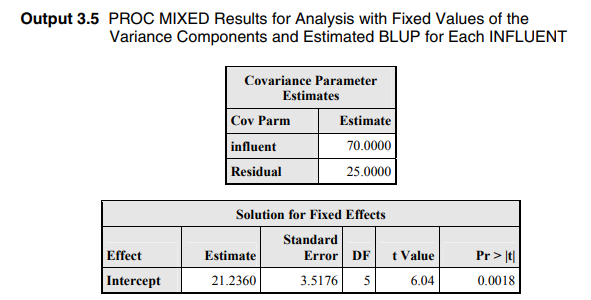 Output 3.5 PROC MIXED Results for Analysis with Fixed Values of the
Variance Components and Estimated BLUP for Each INFLUENT
Covariance Parameter
Estimates
Cov Parm Estimate
influent 70.0000
Residual 25.0000
Solution for Fixed Effects
Effect Estimate Standard Error DF t Value Pr > |t|
Intercept 21.2360 3.5176 5 6.04 0.0018